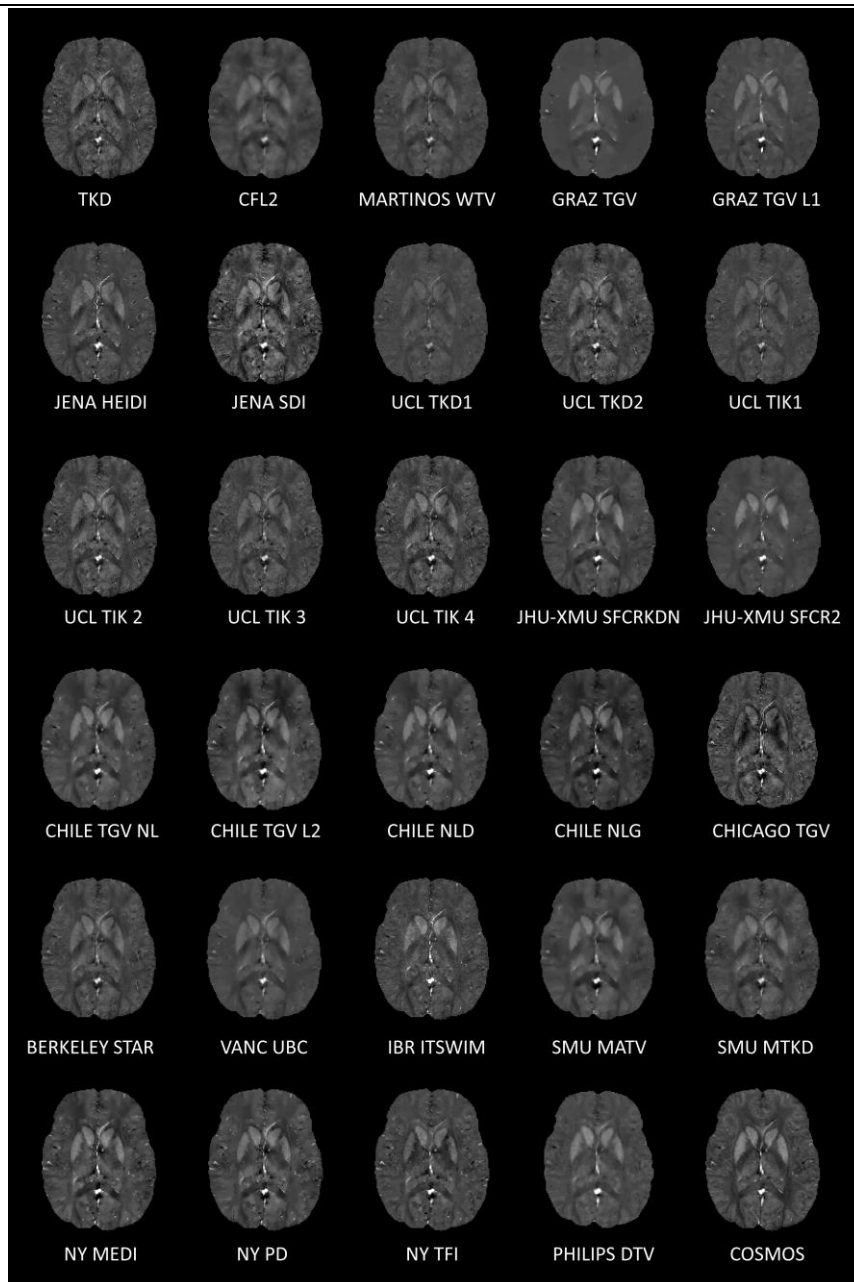 TKD CFL2 MARTINOS WTV GRAZ TGV GRAZ TGV L1
JENA HEIDI JENA SDI UCL TKD1 UCL TKD2 UCL TIK1
UCL TIK 2 UCL TIK 3 UCL TIK 4 JHU-XMU SFCRKDN JHU-XMU SFCR2
CHILE TGV NL CHILE TGV L2 CHILE NLD CHILE NLG CHICAGO TGV
BERKELEY STAR VANC UBC IBR ITSWIM SMU MATV SMU MTKD
NY MEDI NY PD NY TFI PHILIPS DTV COSMOS